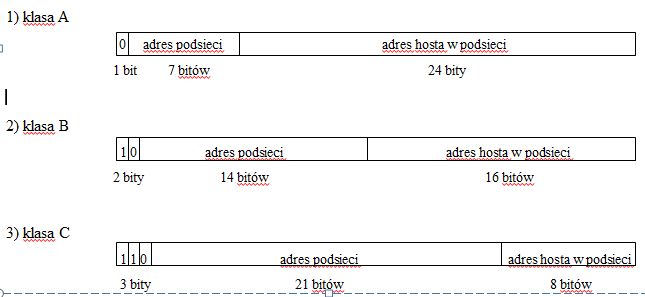 1) klasa A
0 adres podsieci adres hosta w podsieci
1 bit 7 bitów 24 bity
2) klasa B
1 0 adres podsieci adres hosta w podsieci
2 bity 14 bitów 16 bitów
3) klasa C
1 1 0 adres podsieci adres hosta w podsieci
3 bity 21 bitów 8 bitów